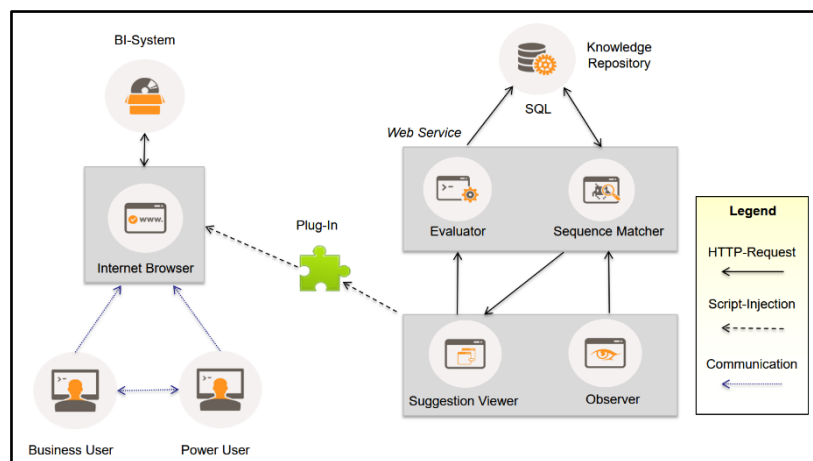 BI-System
Knowledge
Repository
SQL
Web Service
>-
www.
Evaluator
Sequence Matcher
Plug-In
Internet Browser
Legend
HTTP-Request
Script-Injection
Communication
>-
>-
Suggestion Viewer
Observer
Business User
Power User